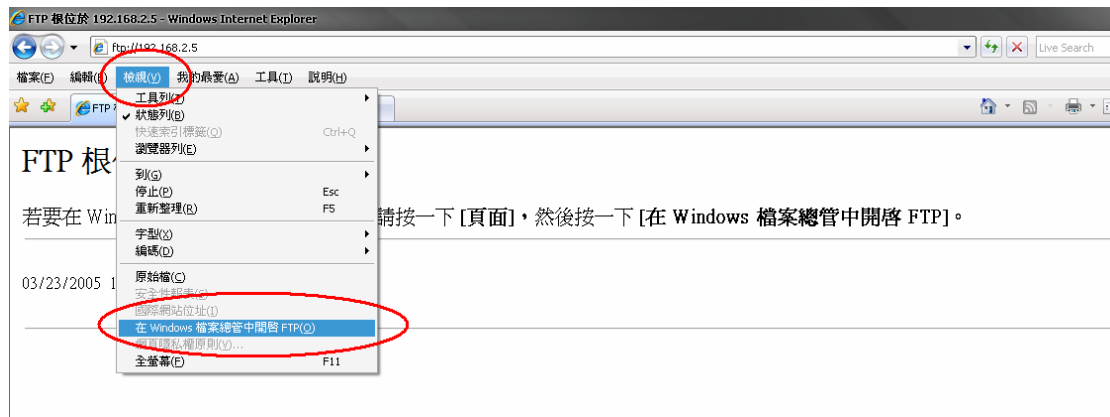 FTP 根位於 192.168.2.5 - Windows Internet Explorer
ftp://192.168.2.5
Live Search
檔案(F) 編輯(E) 檢視(V) 我的最愛(A) 工具(T) 說明(H)
FTP
工具列(T)
狀態列(B)
快速索引標籤(Q) Ctrl+Q
瀏覽器列(E)
到(G)
停止(P) Esc
重新整理(R) F5
字型(X)
編碼(D)
原始檔(C)
安全性報表(S)
國際網站位址(I)
在 Windows 檔案總管中開啓 FTP(O)
網頁隱私權原則(V)...
全螢幕(F) F11
FTP 根
若要在 Win 請按一下 [頁面]，然後按一下 [在 Windows 檔案總管中開啓 FTP]。
03/23/2005 1